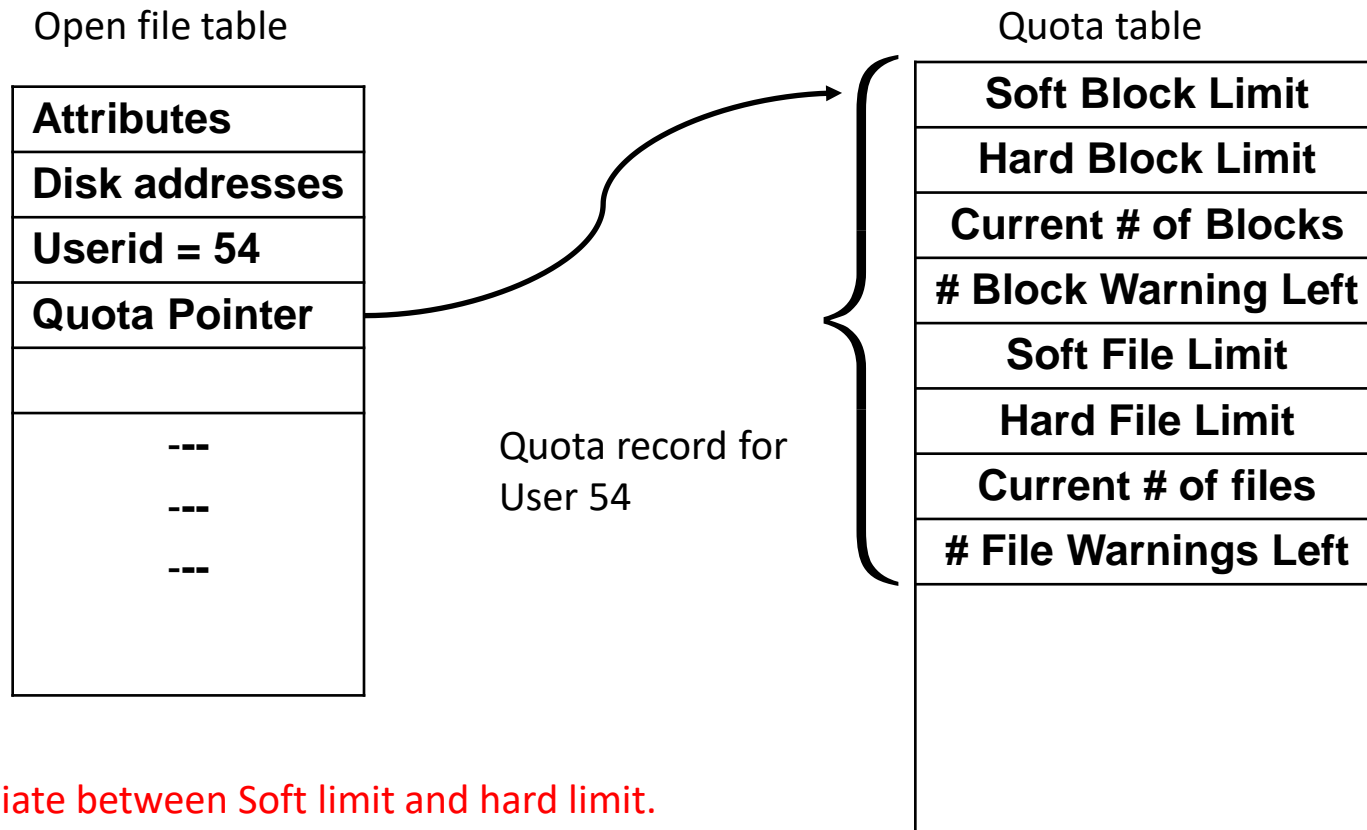 Open file table
Quota table
Attributes
Disk addresses
Userid = 54
Quota Pointer
---
---
---
Quota record for
User 54
Soft Block Limit
Hard Block Limit
Current # of Blocks
# Block Warning Left
Soft File Limit
Hard File Limit
Current # of files
# File Warnings Left
iate between Soft limit and hard limit.